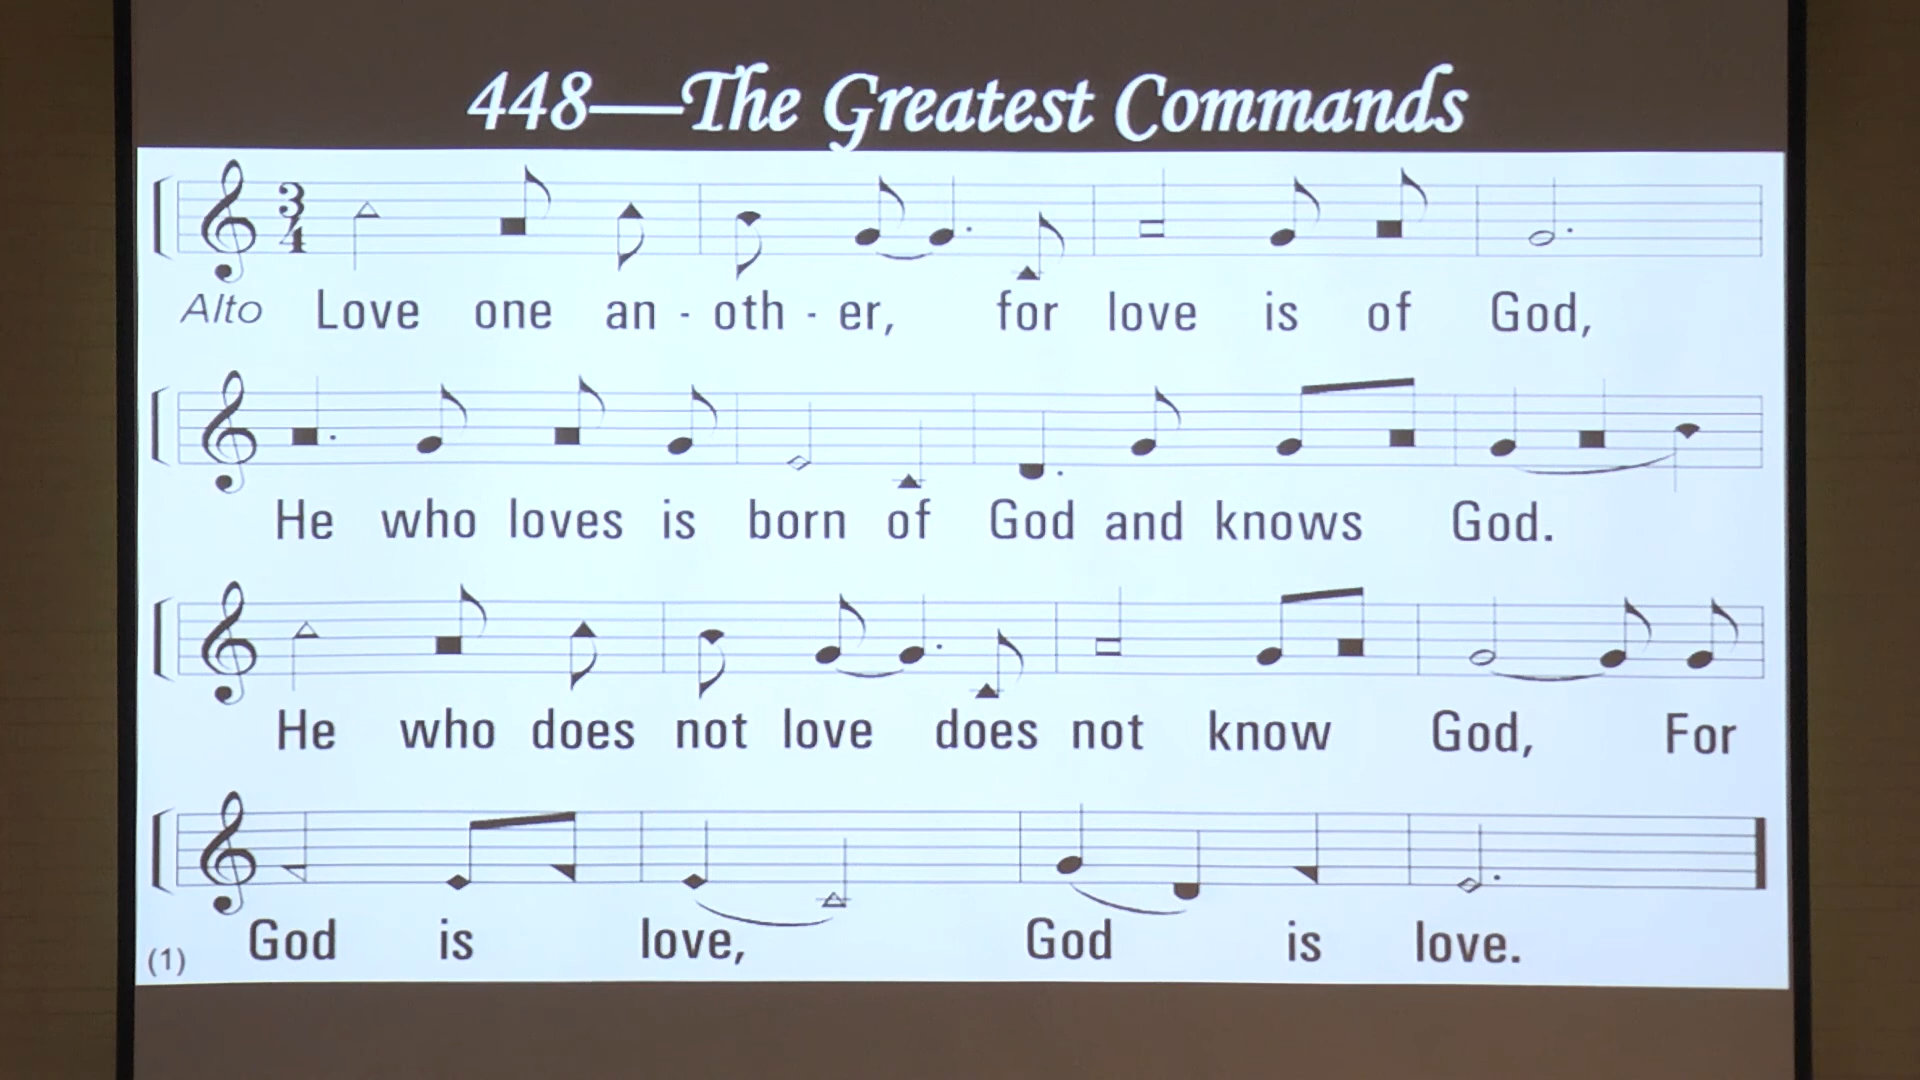 448—The Greatest Commands
3 4
Alto Love one an - oth - er, for love is of God,
He who loves is born of God and knows God.
He who does not love does not know God, For
(1) God is love, God is love.